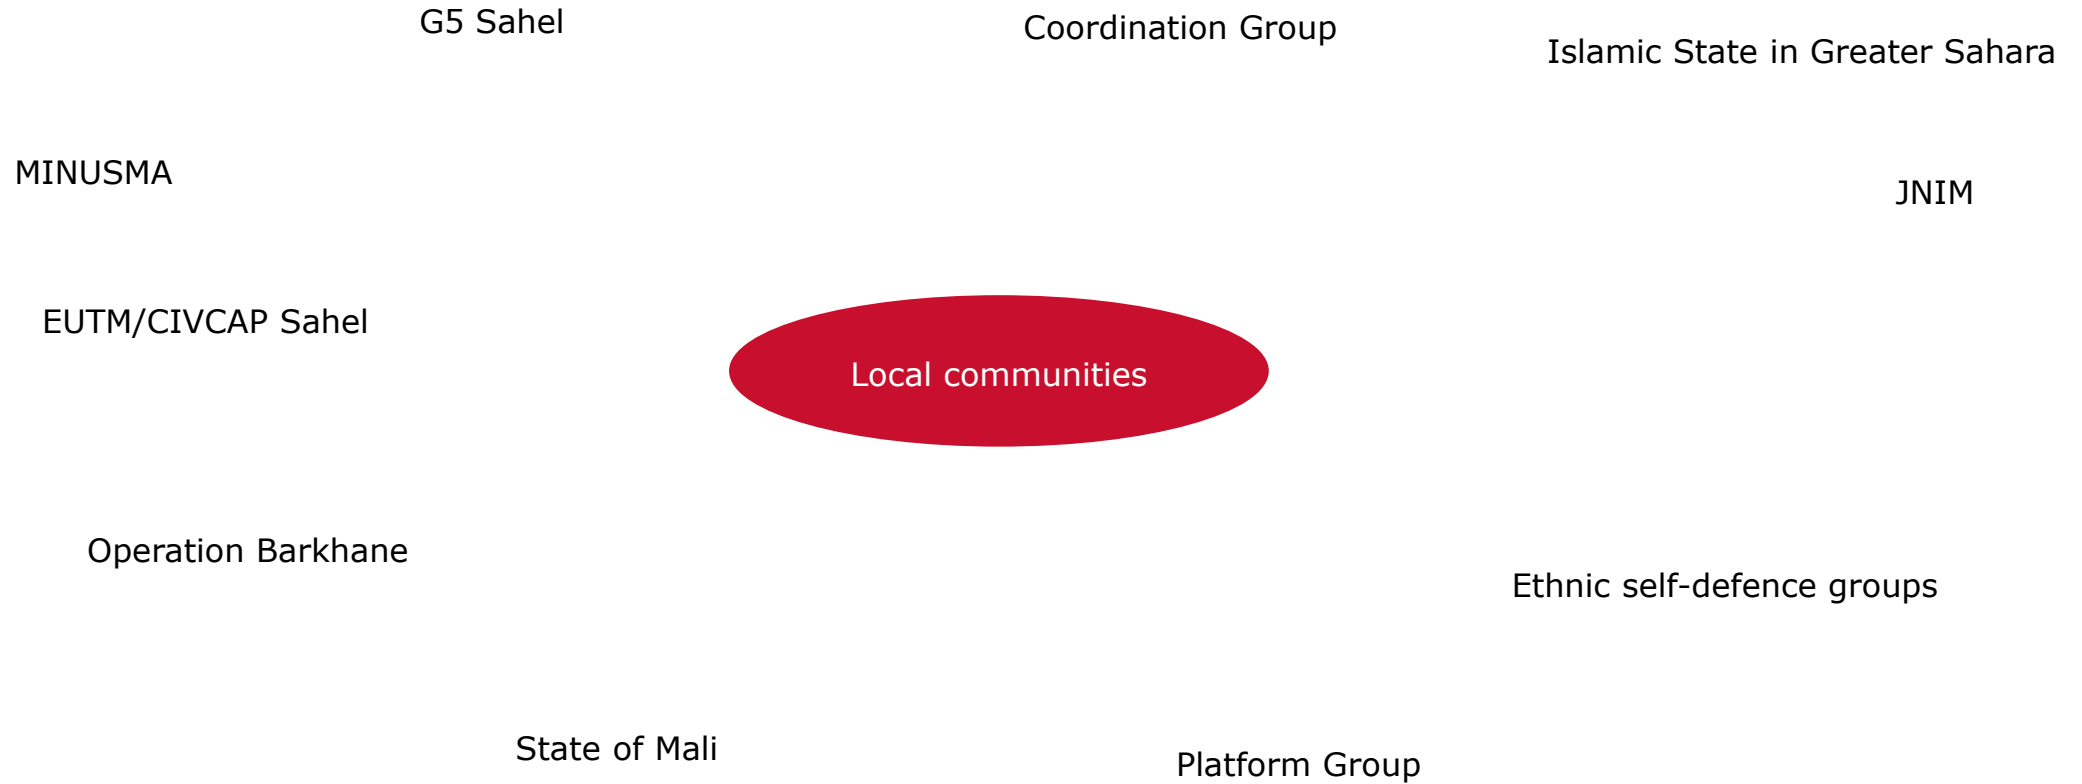 G5 Sahel
Coordination Group
Islamic State in Greater Sahara
MINUSMA
JNIM
EUTM/CIVCAP Sahel
Local communities
Operation Barkhane
Ethnic self-defence groups
State of Mali
Platform Group